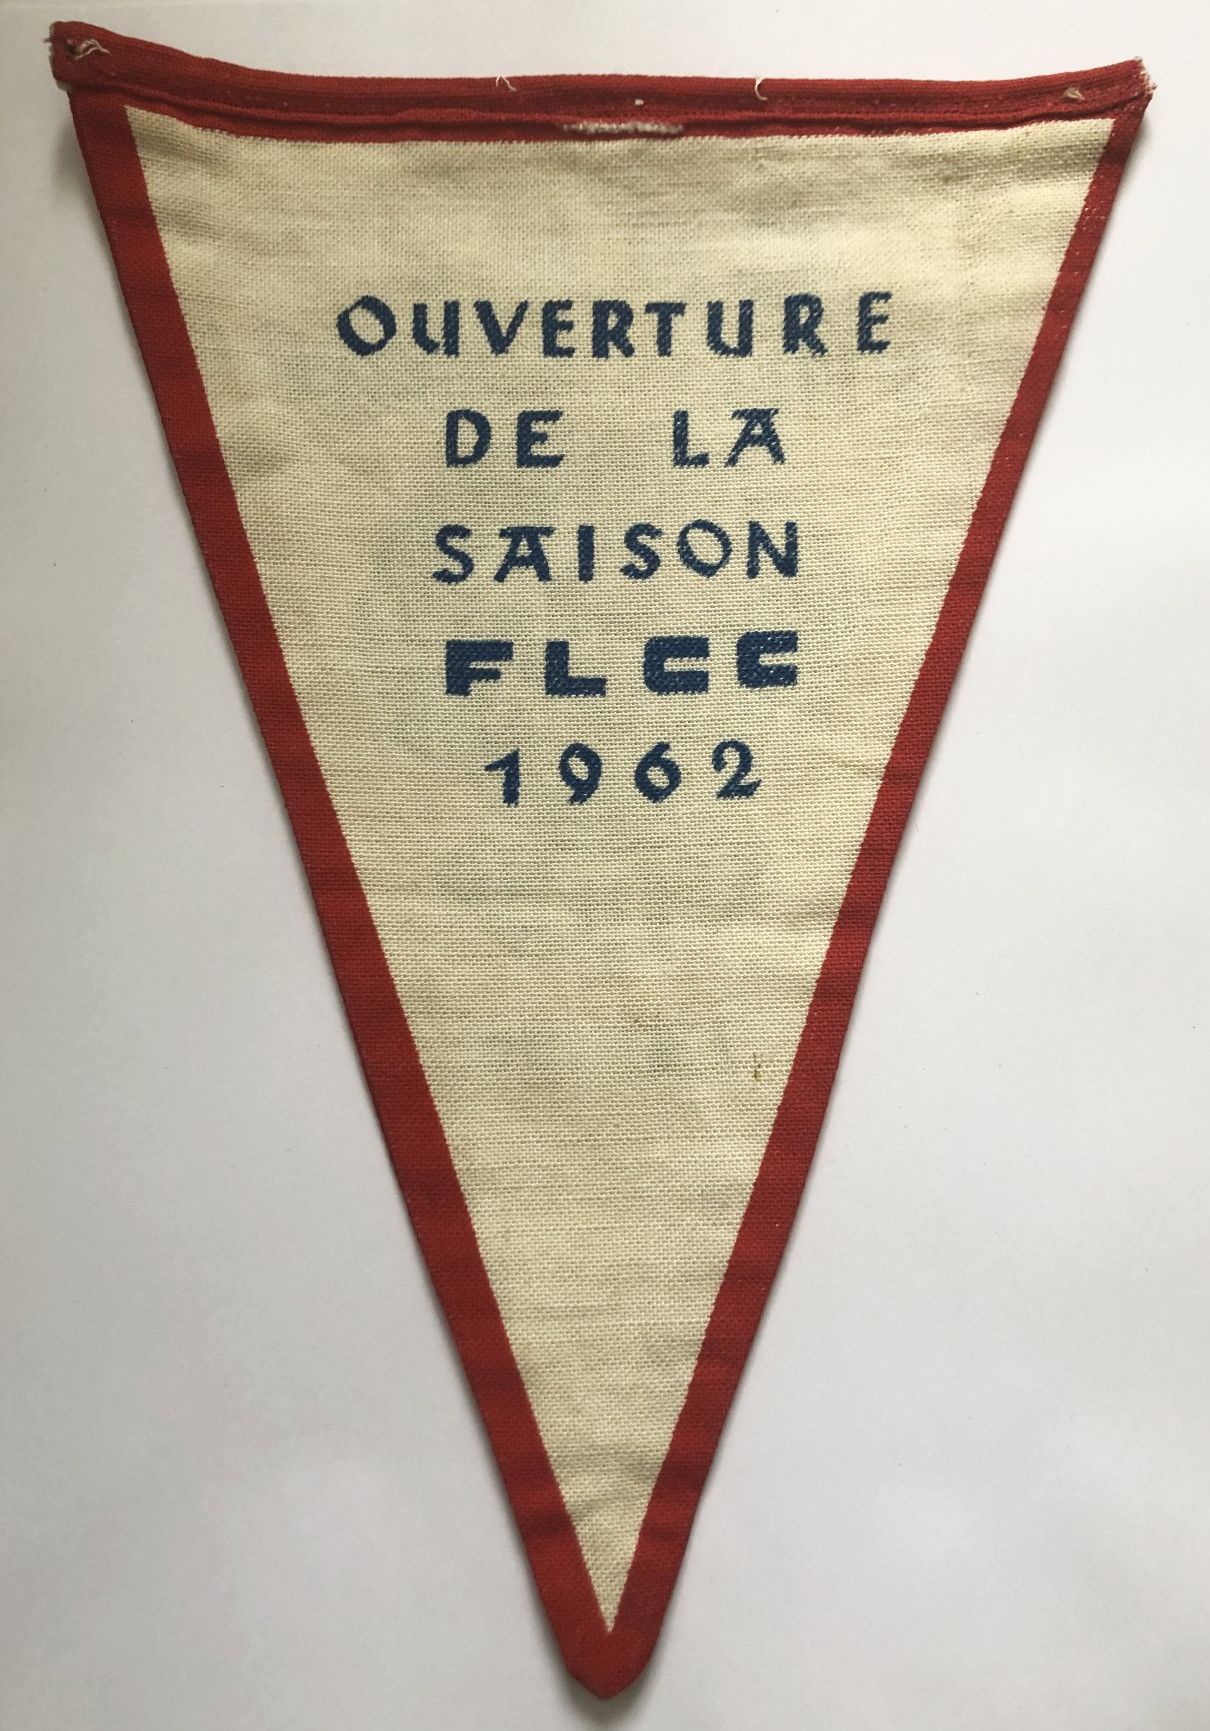 OUVERTURE
DE LA
SAISON
FLCC
1962